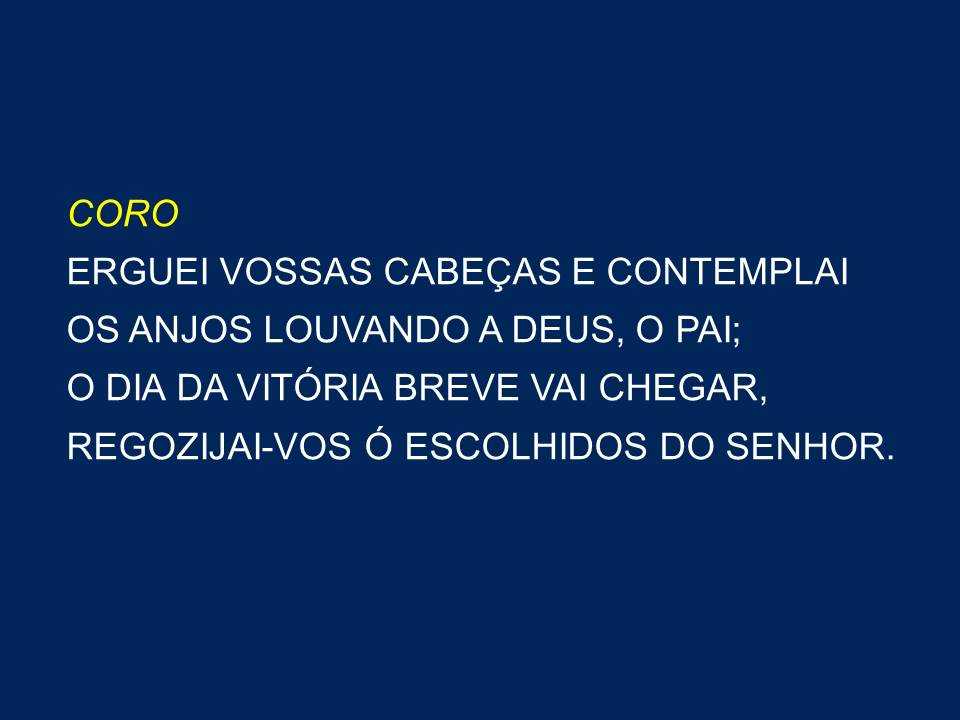 CORO
ERGUEI VOSSAS CABEÇAS E CONTEMPLAI
OS ANJOS LOUVANDO A DEUS, O PAI;
O DIA DA VITÓRIA BREVE VAI CHEGAR,
REGOZIJAI-VOS Ó ESCOLHIDOS DO SENHOR.